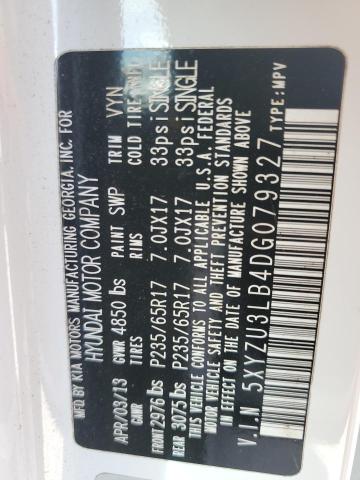 MFD. BY KIA MOTORS MANUFACTURING GEORGIA, INC. FOR
HYUNDAI MOTOR COMPANY
APR/03/13 GVWR 4850 lbs PAINT SWP TRIM VYN
GAWR TIRES RIMS COLD TIRE
FRONT 2976 lbs P235/65R17 7.0JX17 33psi SINGLE
REAR 3075 lbs P235/65R17 7.0JX17 33psi SINGLE
THIS VEHICLE CONFORMS TO ALL APPLICABLE U.S.A. FEDERAL
MOTOR VEHICLE SAFETY AND THEFT PREVENTION STANDARDS
IN EFFECT ON THE DATE OF MANUFACTURE SHOWN ABOVE
V.I.N 5XYZU3LB4DG079327 TYPE: MPV